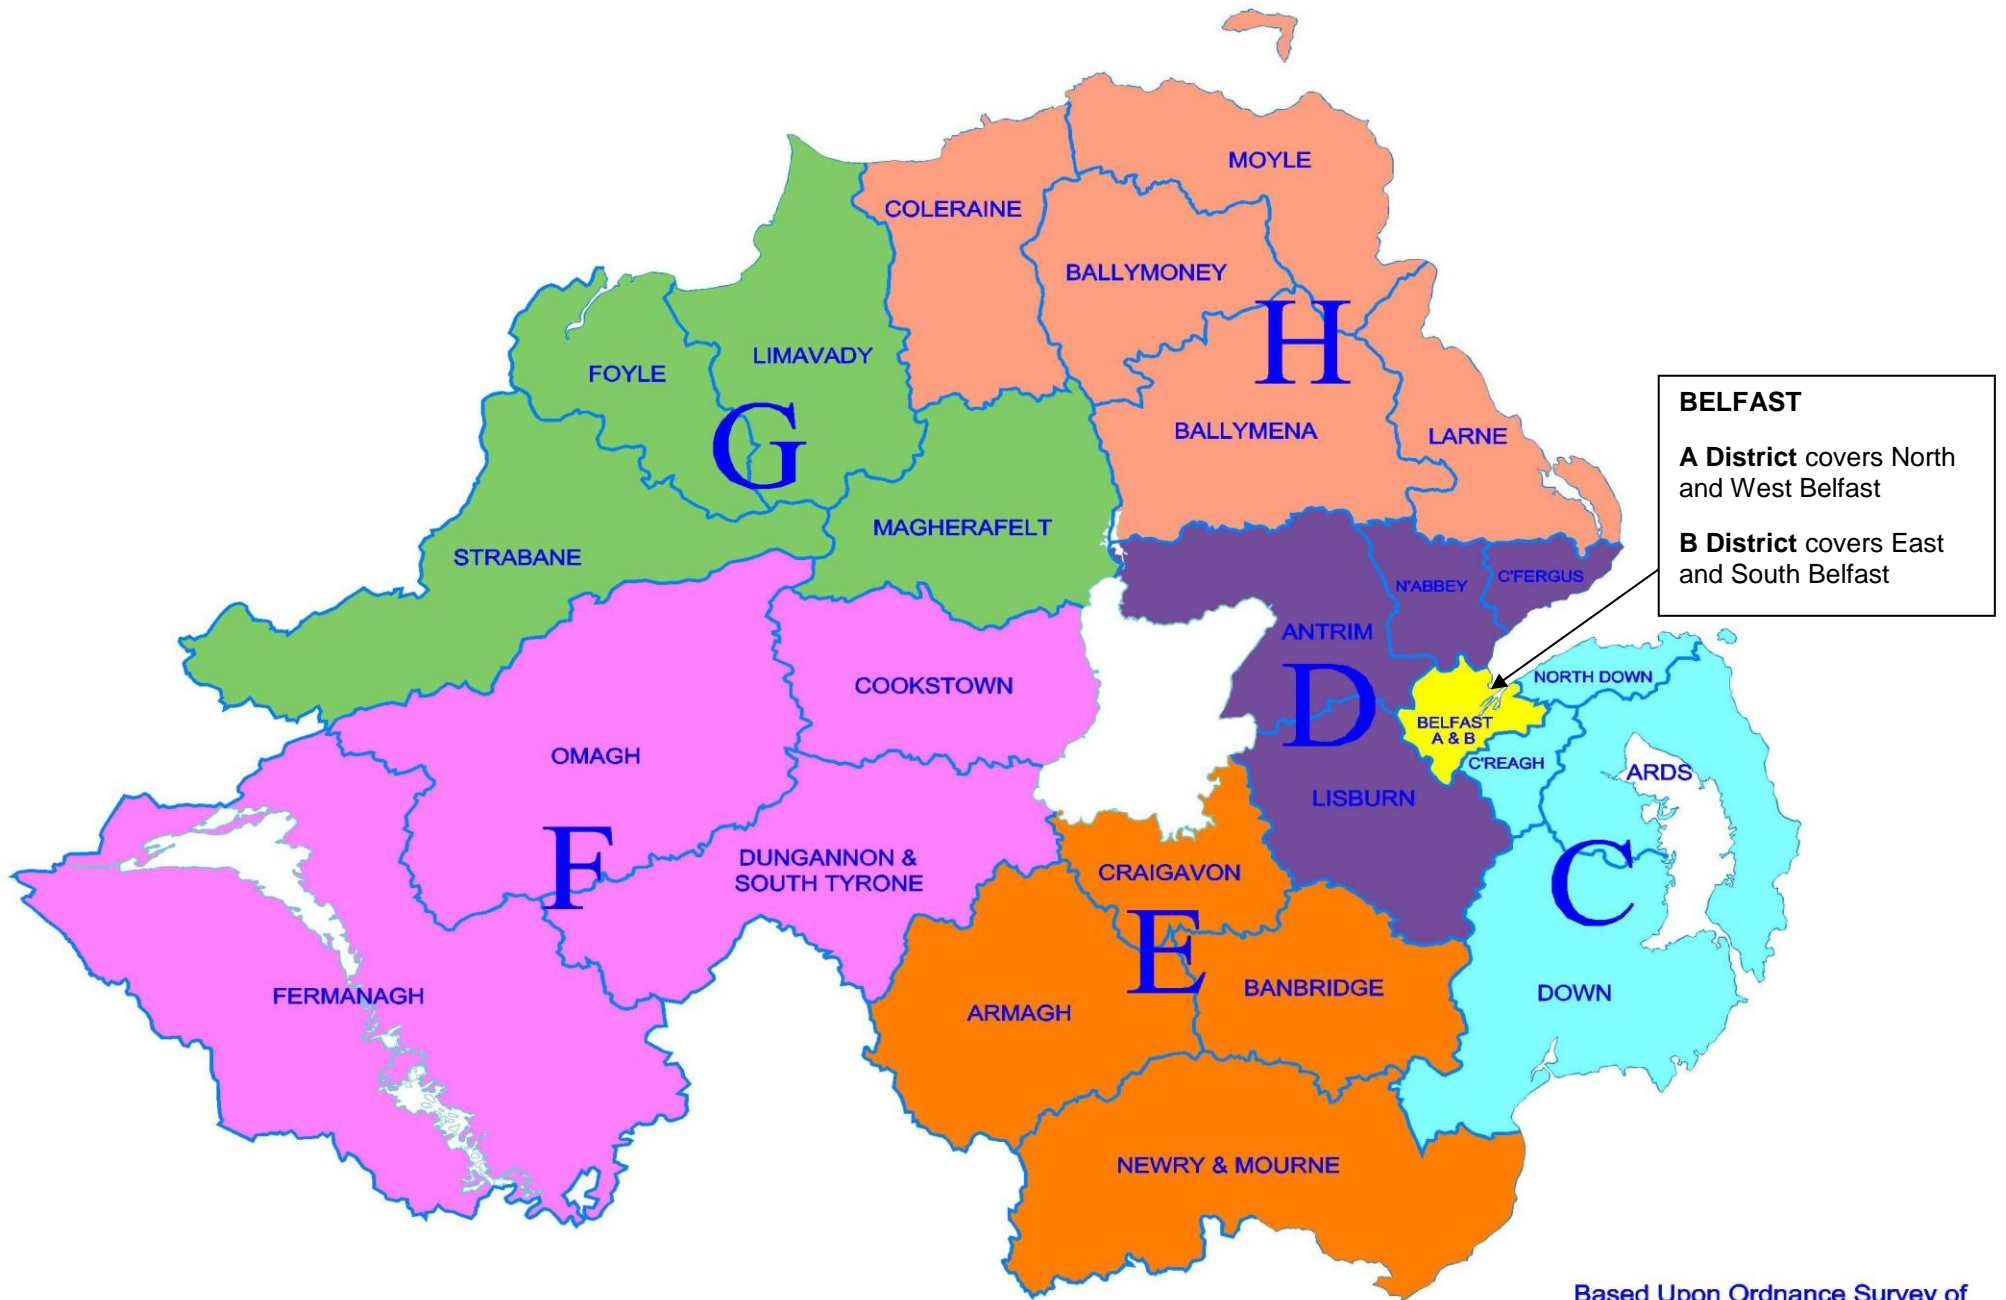 MOYLE
COLERAINE
BALLYMONEY
H
LIMAVADY
FOYLE
BELFAST
A District covers North
and West Belfast
B District covers East
and South Belfast
G
BALLYMENA
LARNE
MAGHERAFELT
STRABANE
N'ABBEY
C'FERGUS
ANTRIM
COOKSTOWN
D
NORTH DOWN
BELFAST
A & B
OMAGH
C'REAGH
ARDS
LISBURN
F
DUNGANNON &
SOUTH TYRONE
CRAIGAVON
C
E
FERMANAGH
BANBRIDGE
DOWN
ARMAGH
NEWRY & MOURNE
Based Upon Ordnance Survey of